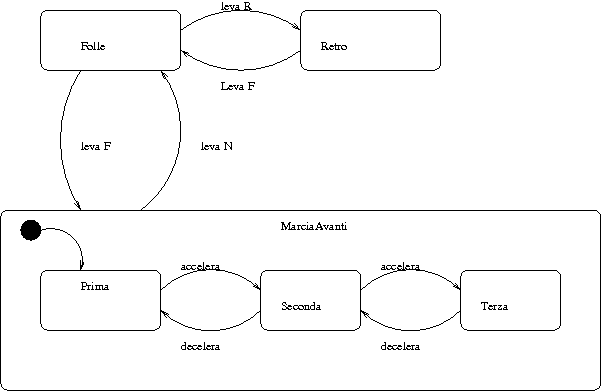 leva R
Folle
Retro
Leva F
leva F
leva N
MarciaAvanti
accelera
accelera
Prima
Seconda
Terza
decelera
decelera